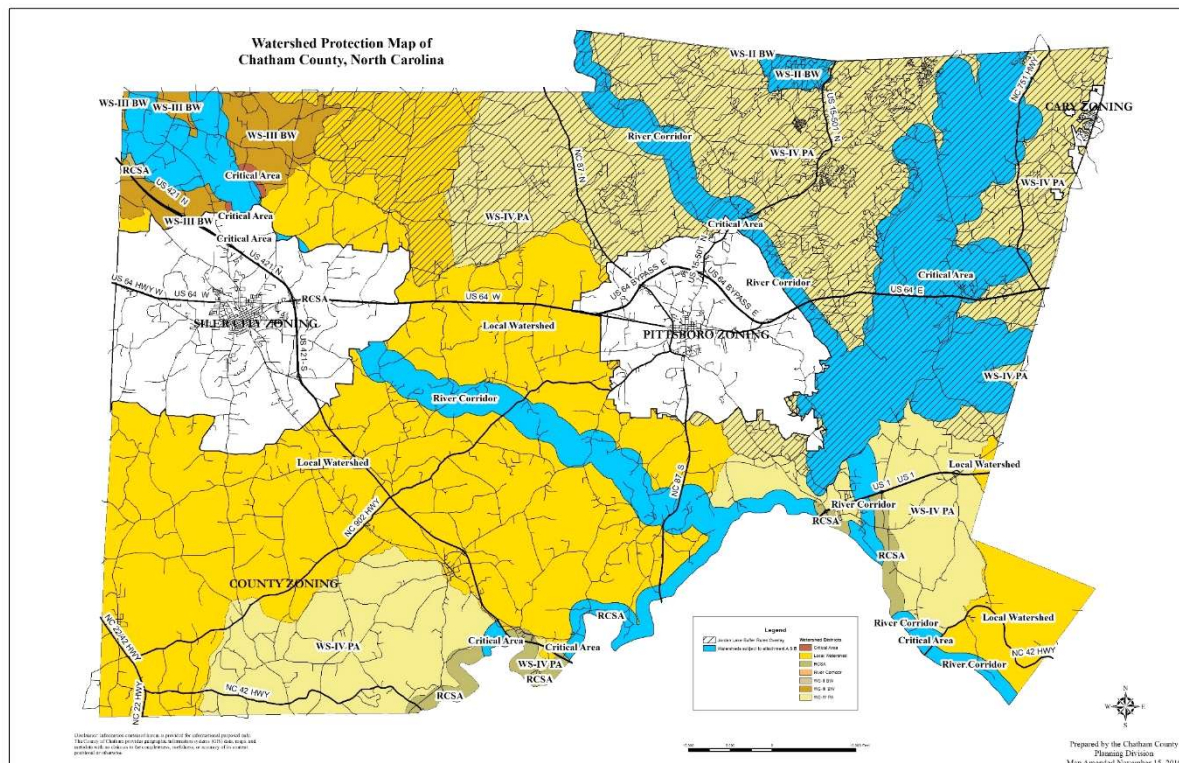 Watershed Protection Map of
Chatham County, North Carolina
WS-II BW
WS-II BW
WS-III BW
WS-III BW
WS-III BW
NC 751 HWY
CARY ZONING
US 15-501 N
River Corridor
WS-IV PA
RCSA
US 421 N
Critical Area
NC 87 N
WS-IV PA
WS-IV PA
WS-III BW
Critical Area
Critical Area
Critical Area
US 421 N
US 64 BYPASS E
US 64 BYPASS E
River Corridor
Critical Area
US 64 HWY W
US 64 W
RCSA
US 64 W
US 64 E
SILER CITY ZONING
Local Watershed
PITTSBORO ZONING
US 421 S
WS-IV PA
River Corridor
Local Watershed
NC 87 S
Local Watershed
US 1
US 1
NC 902 HWY
River Corridor
WS-IV PA
RCSA
RCSA
COUNTY ZONING
RCSA
River Corridor
Local Watershed
Critical Area
WS-IV PA
Critical Area
Critical Area
River Corridor
NC 42 HWY
WS-IV PA
RCSA
NC 42 HWY
RCSA
Legend
Watershed Districts
Critical Area
Local Watershed
RCSA
River Corridor
N
W
E
S
Prepared by the Chatham County
Planning Division